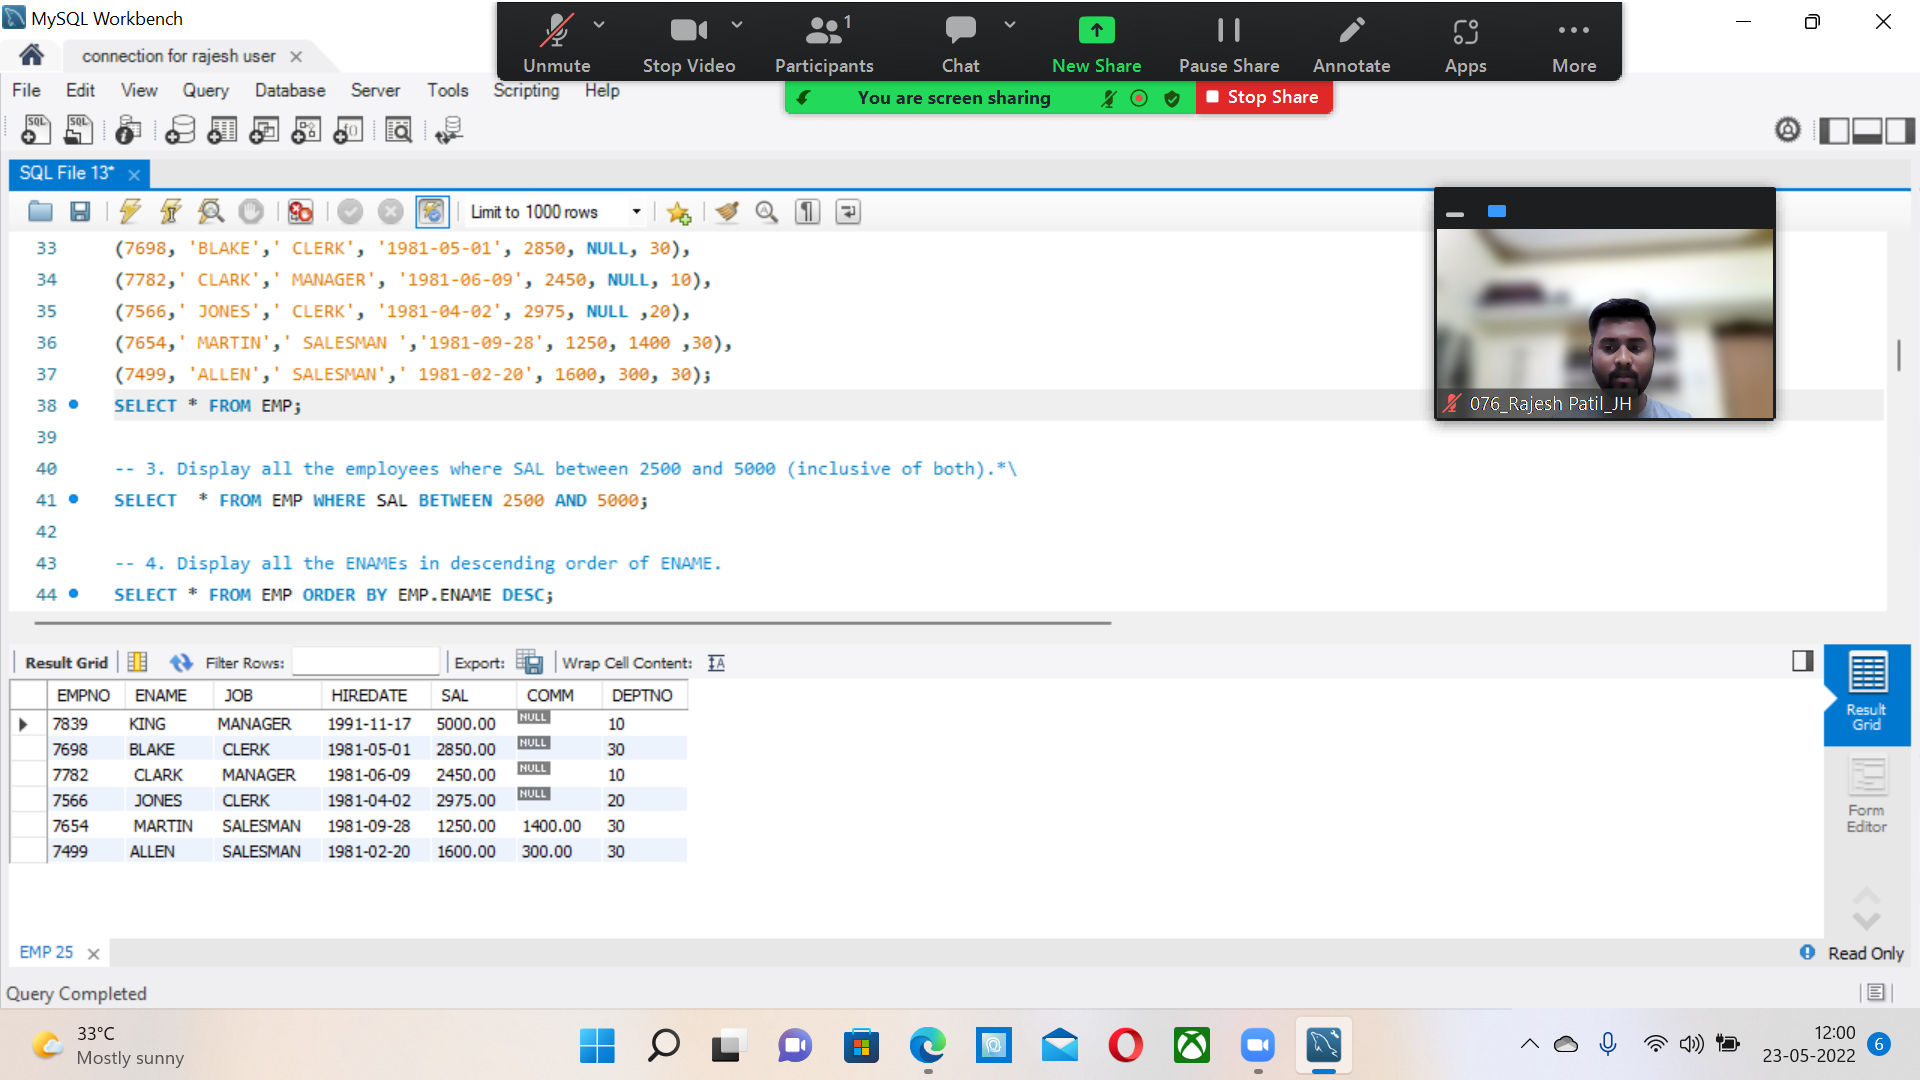 MySQL Workbench
connection for rajesh user
Unmute
Stop Video
1
Participants
Chat
New Share
Pause Share
Annotate
Apps
More
You are screen sharing
Stop Share
File Edit View Query Database Server Tools Scripting Help
SQL File 13*
Limit to 1000 rows
33 (7698, 'BLAKE',' CLERK', '1981-05-01', 2850, NULL, 30),
34 (7782,' CLARK',' MANAGER', '1981-06-09', 2450, NULL, 10),
35 (7566,' JONES',' CLERK', '1981-04-02', 2975, NULL ,20),
36 (7654,' MARTIN',' SALESMAN ','1981-09-28', 1250, 1400 ,30),
37 (7499, 'ALLEN',' SALESMAN',' 1981-02-20', 1600, 300, 30);
38 SELECT * FROM EMP;
39
40 -- 3. Display all the employees where SAL between 2500 and 5000 (inclusive of both).*\
41 SELECT  * FROM EMP WHERE SAL BETWEEN 2500 AND 5000;
42
43 -- 4. Display all the ENAMEs in descending order of ENAME.
44 SELECT * FROM EMP ORDER BY EMP.ENAME DESC;
076_Rajesh Patil_JH
Result Grid Filter Rows: Export: Wrap Cell Content:
EMPNO ENAME JOB HIREDATE SAL COMM DEPTNO
7839 KING MANAGER 1991-11-17 5000.00 NULL 10
7698 BLAKE CLERK 1981-05-01 2850.00 NULL 30
7782 CLARK MANAGER 1981-06-09 2450.00 NULL 10
7566 JONES CLERK 1981-04-02 2975.00 NULL 20
7654 MARTIN SALESMAN 1981-09-28 1250.00 1400.00 30
7499 ALLEN SALESMAN 1981-02-20 1600.00 300.00 30
Result
Grid
Form
Editor
EMP 25
Read Only
Query Completed
33°C
Mostly sunny
12:00
23-05-2022
6